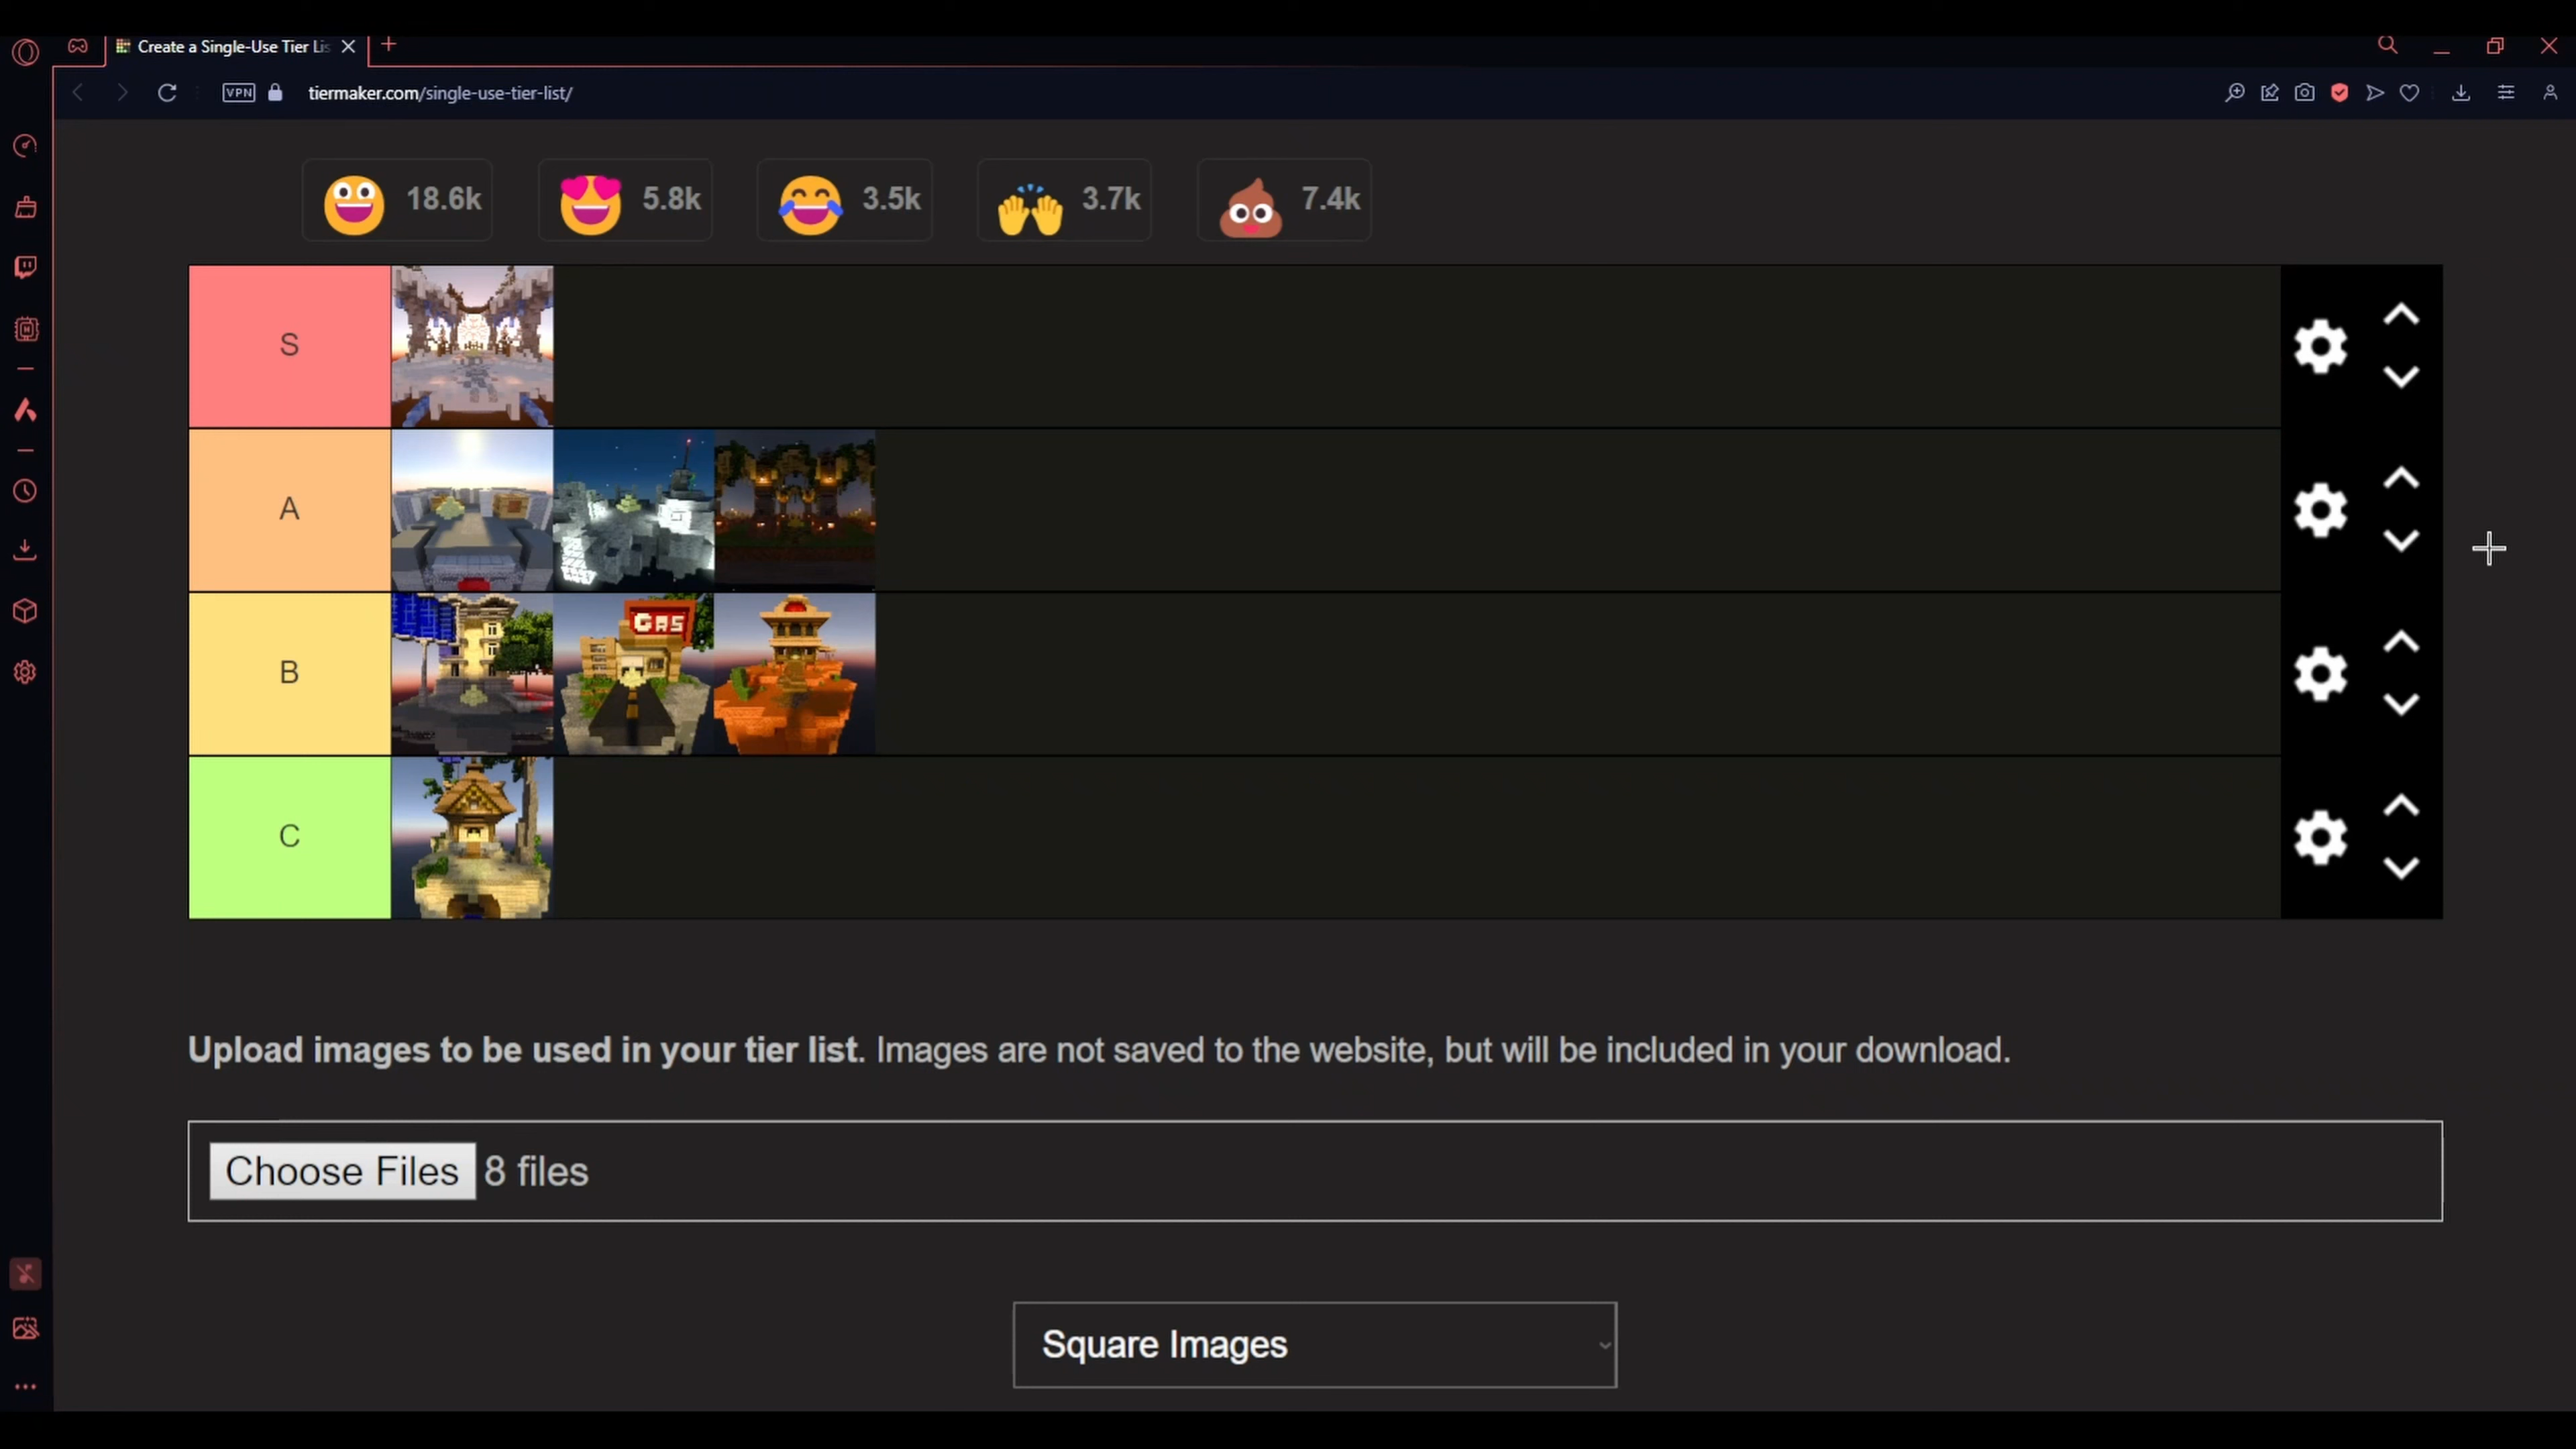 Create a Single-Use Tier Lis
VPN
tiermaker.com/single-use-tier-list/
18.6k
5.8k
3.5k
3.7k
7.4k
S
A
B
GAS
C
Upload images to be used in your tier list. Images are not saved to the website, but will be included in your download.
Choose Files 8 files
Square Images